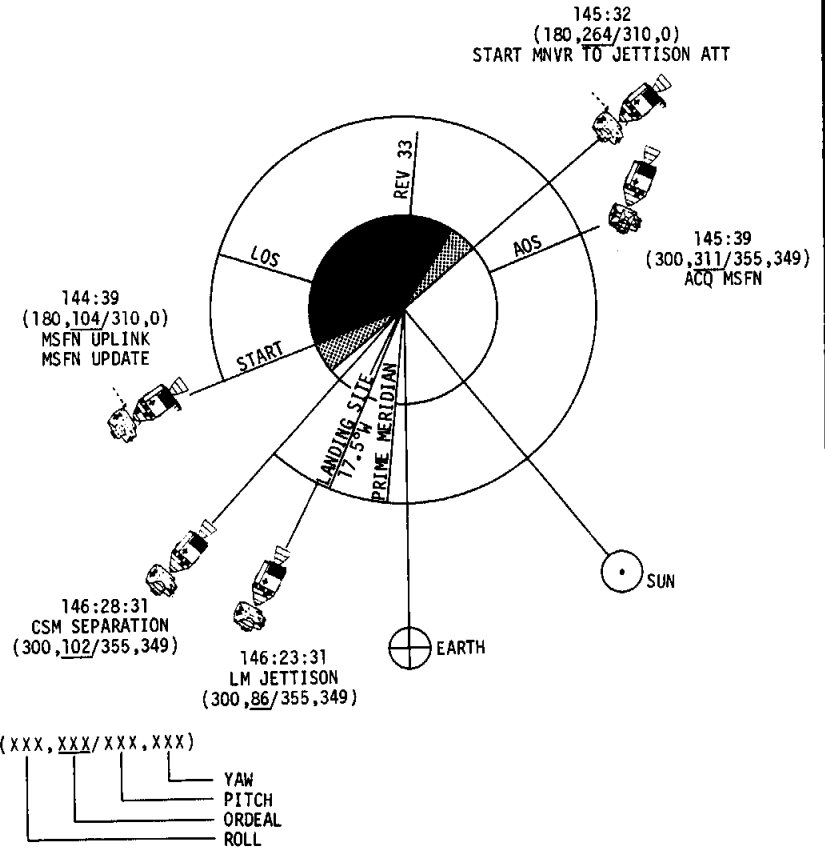 145:32
(180,264/310,0)
START MNVR TO JETTISON ATT
REV 33
AOS
145:39
(300,311/355,349)
ACQ MSFN
LOS
144:39
(180,104/310,0)
MSFN UPLINK
MSFN UPDATE
START
LANDING SITE
17.5°W
PRIME MERIDIAN
SUN
146:28:31
CSM SEPARATION
(300,102/355,349)
EARTH
146:23:31
LM JETTISON
(300,86/355,349)
(XXX,XXX/XXX,XXX)
YAW
PITCH
ORDEAL
ROLL